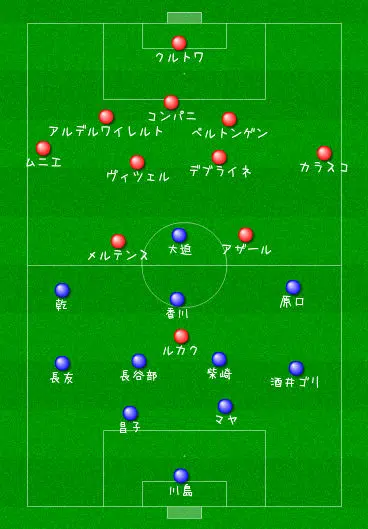 クルトワ
コンパニ
アルデルワイレルト
ベルトンゲン
ムニエ
ヴィツェル
デブライネ
カラスコ
メルテンス
大迫
アザール
乾
香川
原口
ルカク
長友
長谷部
柴崎
酒井ゴリ
昌子
マヤ
川島